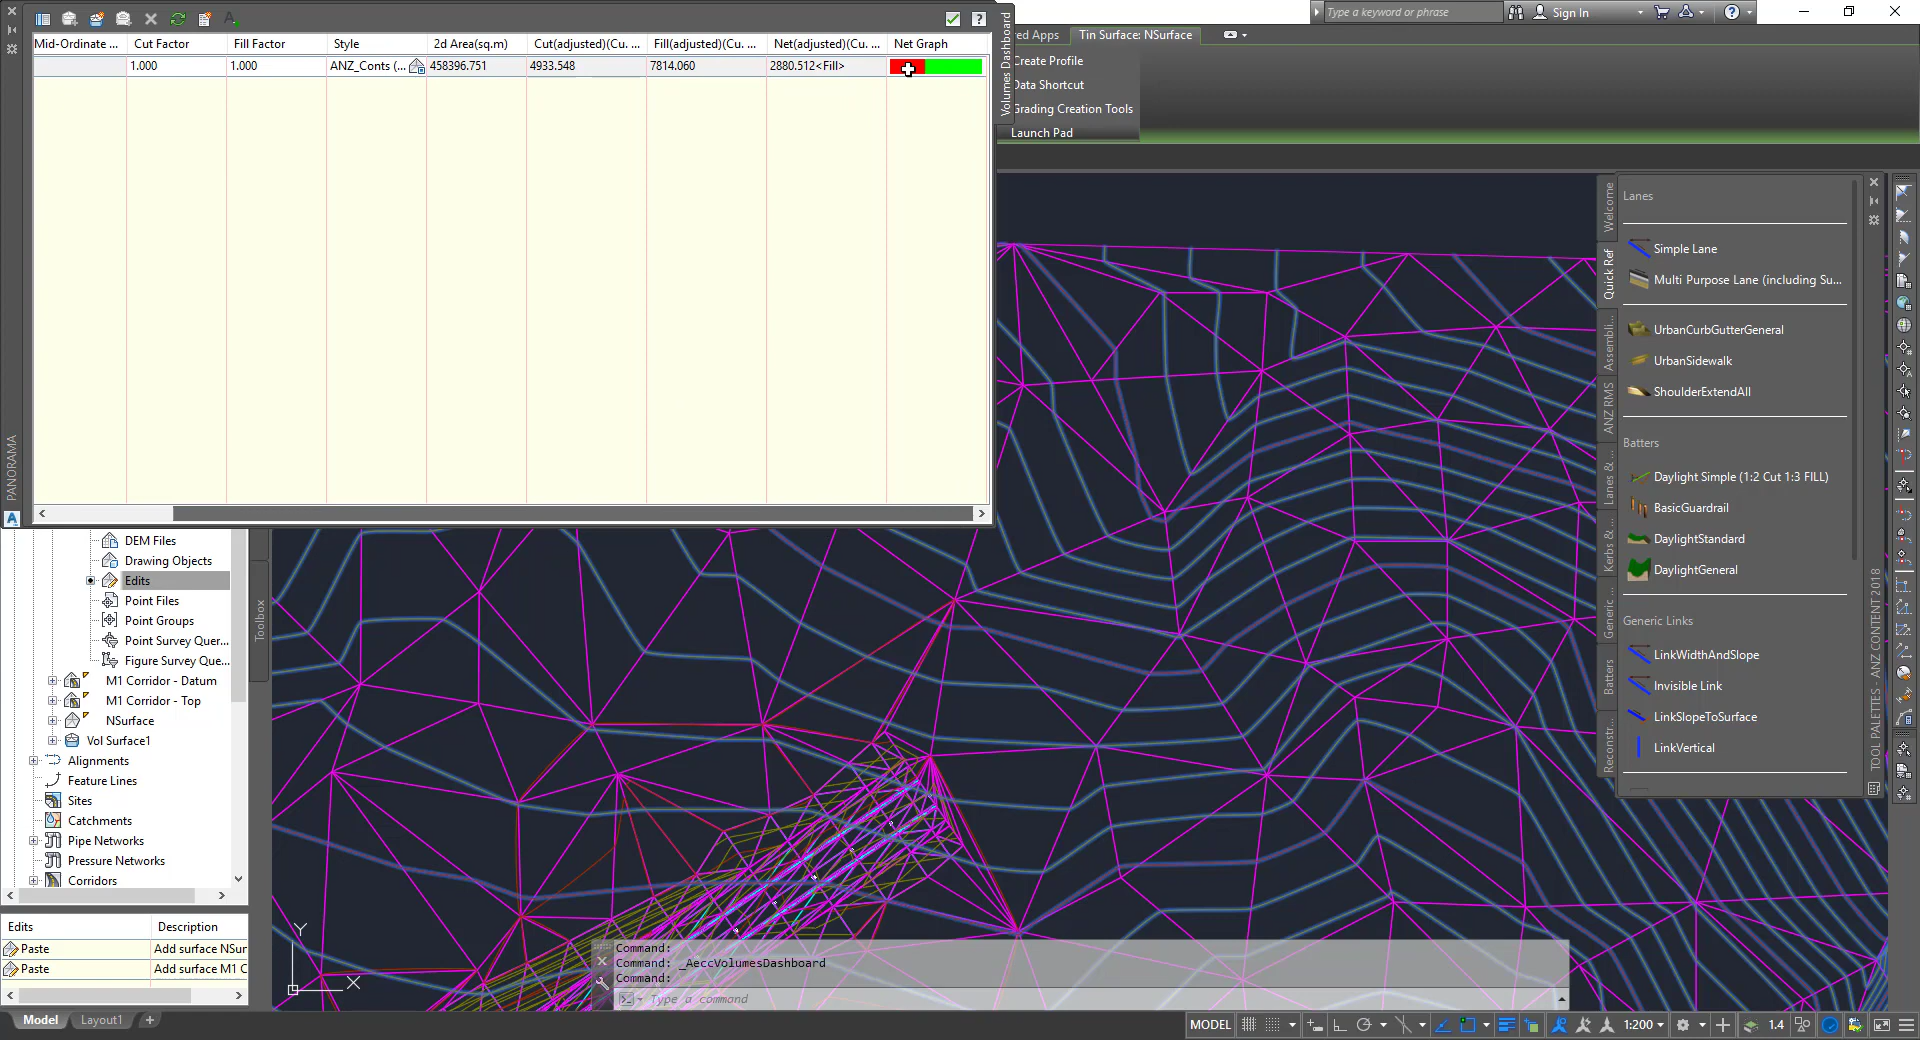 Mid-Ordinate ... Cut Factor Fill Factor Style 2d Area(sq.m) Cut(adjusted)(Cu. ... Fill(adjusted)(Cu. ... Net(adjusted)(Cu. ... Net Graph
1.000 1.000 ANZ_Conts (... 458396.751 4933.548 7814.060 2880.512<Fill>
Volumes Dashboard
PANORAMA
Type a keyword or phrase
Sign In
red Apps
Tin Surface: NSurface
Create Profile
Data Shortcut
Grading Creation Tools
Launch Pad
DEM Files
Drawing Objects
Edits
Point Files
Point Groups
Point Survey Quer...
Figure Survey Que...
M1 Corridor - Datum
M1 Corridor - Top
NSurface
Vol Surface1
Alignments
Feature Lines
Sites
Catchments
Pipe Networks
Pressure Networks
Corridors
Toolbox
Edits Description
Paste Add surface NSur
Paste Add surface M1 C
Y
X
Command:
Command: _AeccVolumesDashboard
Command:
Type a command
Welcome
Quick Ref
Assembli...
ANZ RMS
Lanes & ...
Kerbs & ...
Generic ...
Batters
Reconstr...
Lanes
Simple Lane
Multi Purpose Lane (including Su...
UrbanCurbGutterGeneral
UrbanSidewalk
ShoulderExtendAll
Batters
Daylight Simple (1:2 Cut 1:3 FILL)
BasicGuardrail
DaylightStandard
DaylightGeneral
Generic Links
LinkWidthAndSlope
Invisible Link
LinkSlopeToSurface
LinkVertical
TOOL PALETTES - ANZ CONTENT 2018
Model Layout1 +
MODEL 1:200 1.4